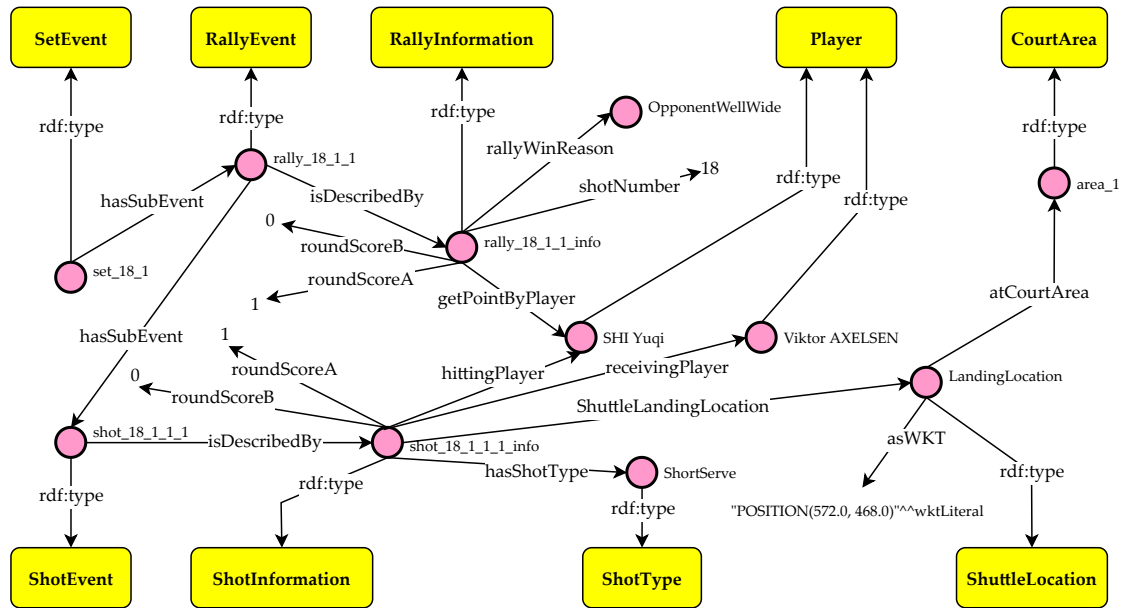 SetEvent
RallyEvent
RallyInformation
Player
CourtArea
rdf:type
rdf:type
rdf:type
OpponentWellWide
rallyWinReason
rdf:type
rally_18_1_1
shotNumber
18
rdf:type
area_1
hasSubEvent
isDescribedBy
rdf:type
0
roundScoreB
rally_18_1_1_info
set_18_1
roundScoreA
1
getPointByPlayer
atCourtArea
hasSubEvent
1
SHI Yuqi
Viktor AXELSEN
roundScoreA
hittingPlayer
receivingPlayer
0
roundScoreB
LandingLocation
ShuttleLandingLocation
shot_18_1_1_1
isDescribedBy
shot_18_1_1_1_info
asWKT
hasShotType
ShortServe
rdf:type
rdf:type
rdf:type
rdf:type
"POSITION(572.0, 468.0)"^^wktLiteral
ShotEvent
ShotInformation
ShotType
ShuttleLocation